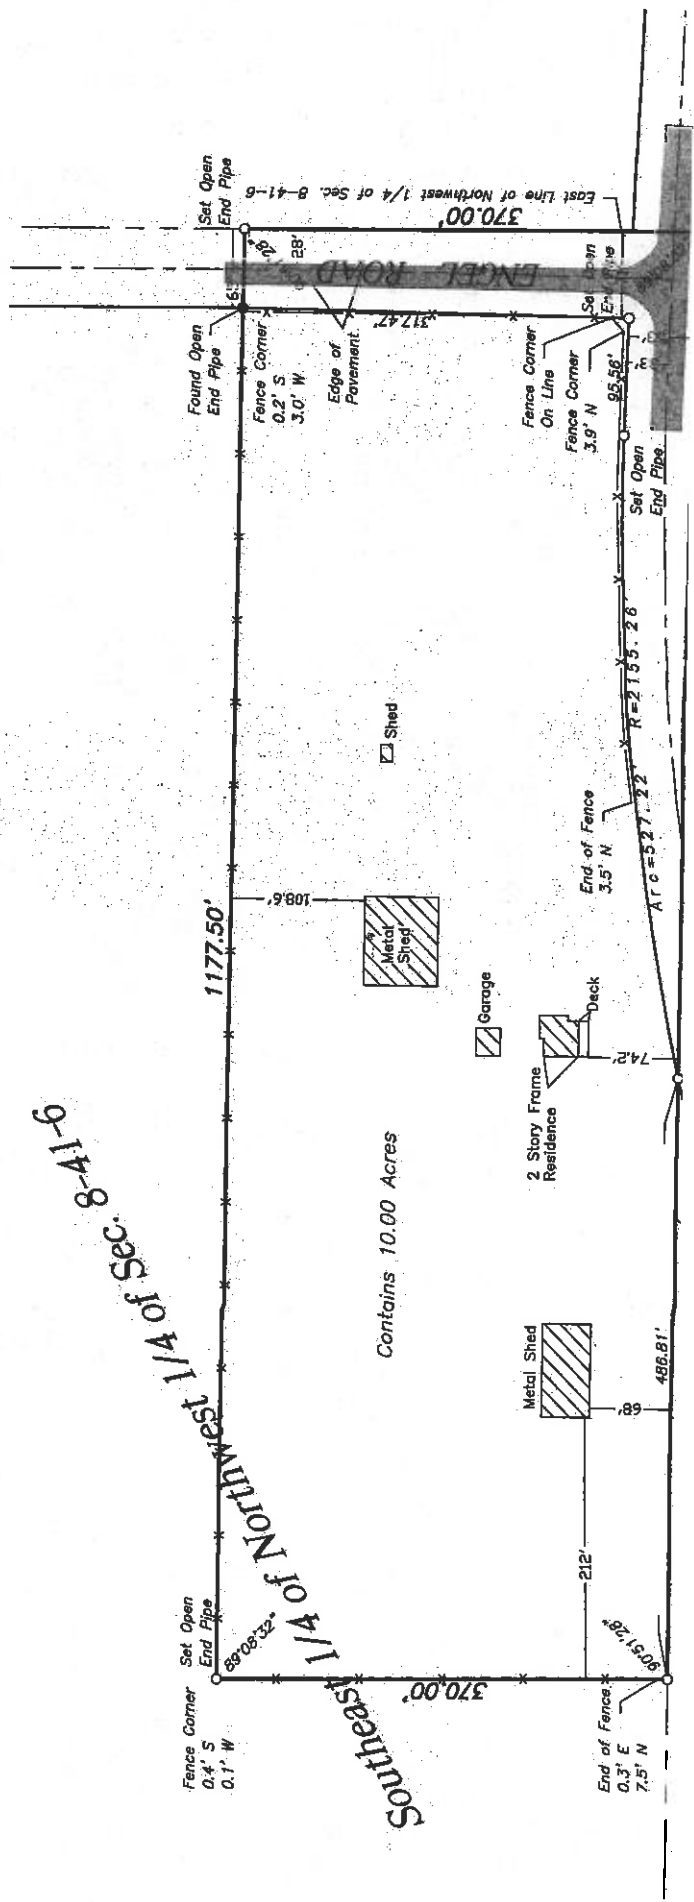 Set Open
End Pipe
East Line of Northwest 1/4 of Sec. 8-41-6
370.00'
28'
ENGEL ROAD
Found Open
End Pipe
Fence Corner
0.2' S
3.0' W
Edge of
Pavement
317.47'
Set Open
Fence Corner
On Line
Fence Corner
3.9' N
95.56'
33'
33'
Set Open
End Pipe
1177.50'
Shed
108.6'
Metal
Shed
End of Fence
3.5' N
R=2155.26'
Arc=527.22'
Garage
Deck
2 Story Frame
Residence
74.2'
Contains 10.00 Acres
Southeast 1/4 of Northwest 1/4 of Sec. 8-41-6
Metal Shed
68'
486.81'
212'
Set Open
End Pipe
89°08'32"
Fence Corner
0.4' S
0.1' W
370.00'
90°51'28"
End of Fence
0.3' E
7.5' N